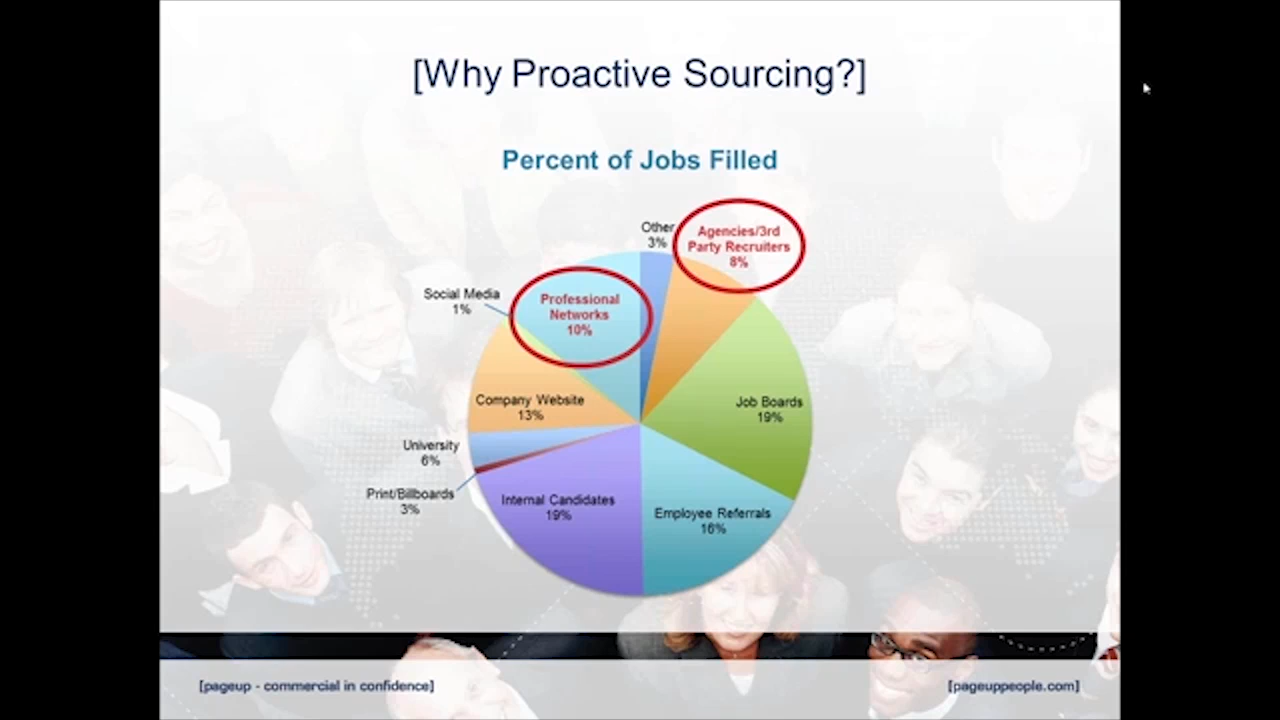 [Why Proactive Sourcing?]
Percent of Jobs Filled
Other
3%
Agencies/3rd
Party Recruiters
8%
Social Media
1%
Professional
Networks
10%
Company Website
13%
Job Boards
19%
University
6%
Print/Billboards
3%
Internal Candidates
19%
Employee Referrals
16%
[pageup - commercial in confidence]
[pageuppeople.com]